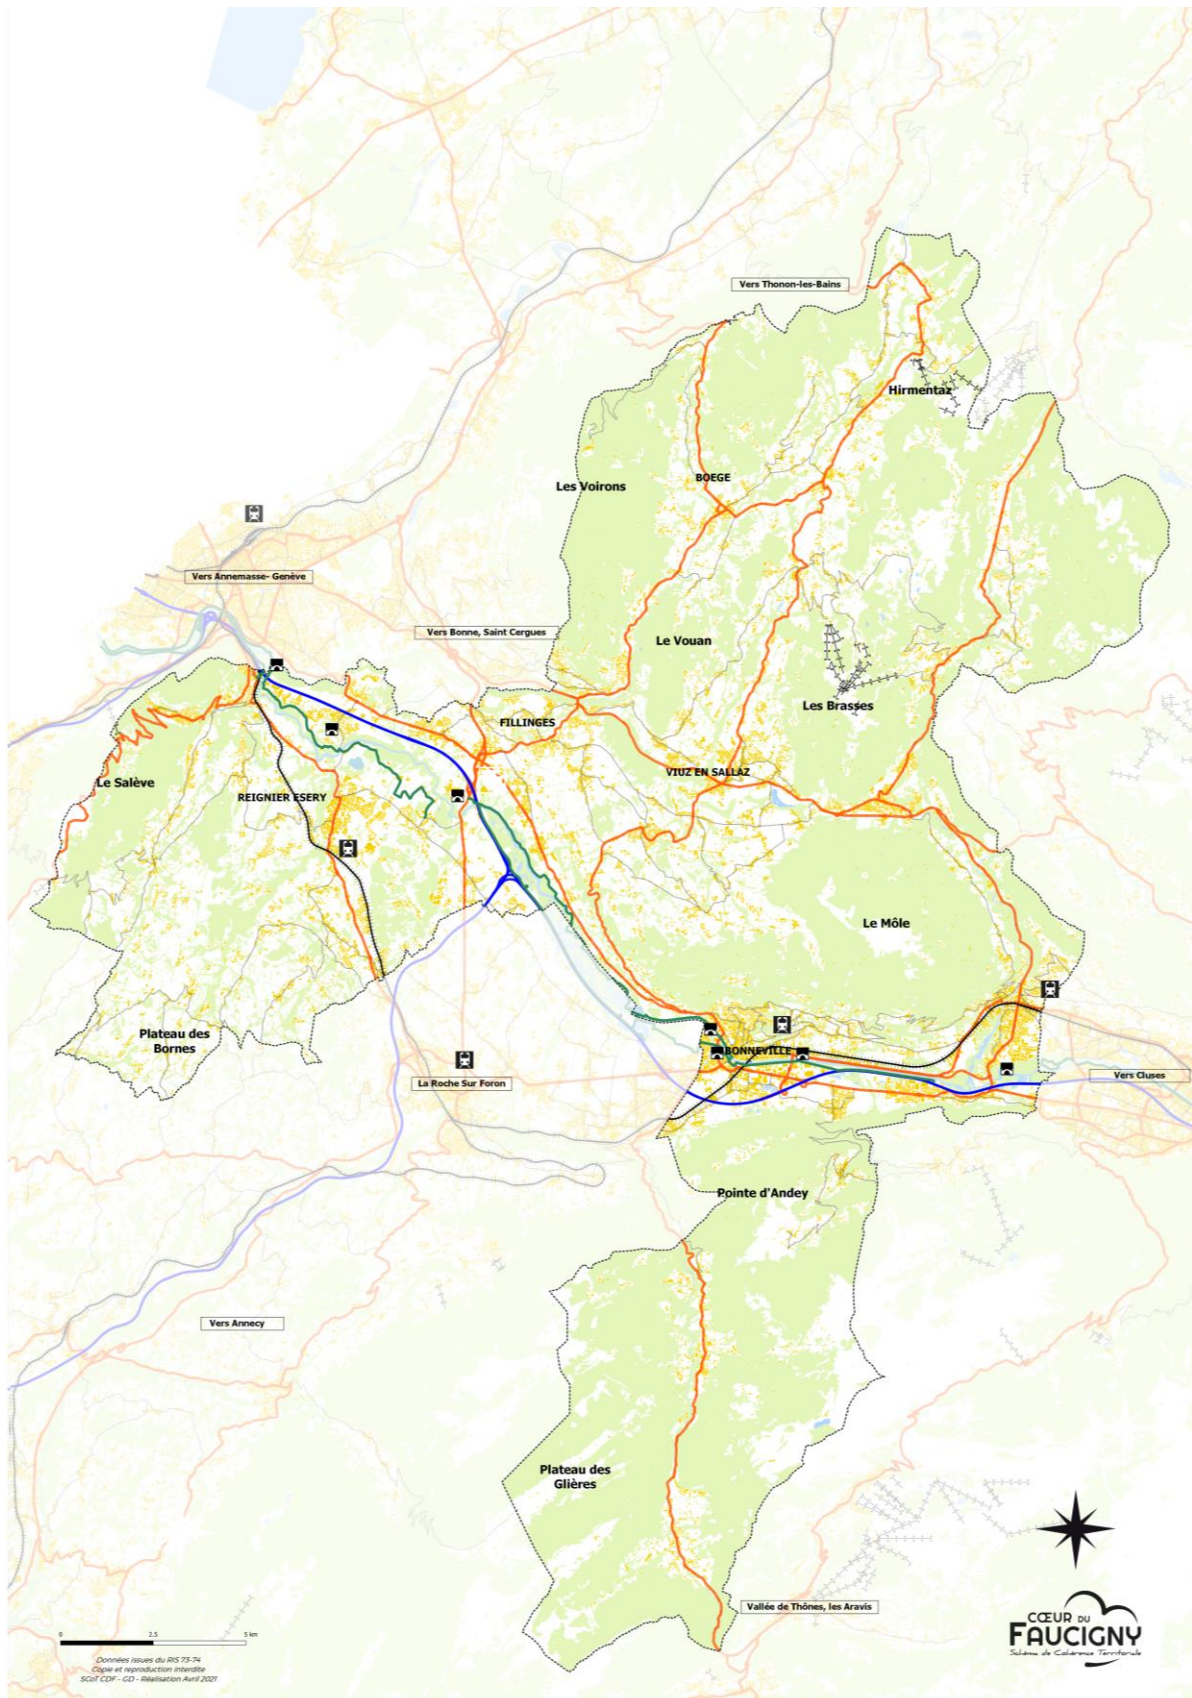 Vers Thonon-les-Bains
Hirmentaz
BOEGE
Les Voirons
Vers Annemasse- Genève
Vers Bonne, Saint Cergues
Le Vouan
Les Brasses
FILLINGES
VIUZ EN SALLAZ
Le Salève
REIGNIER ESERY
Le Môle
Plateau des
Bornes
BONNEVILLE
La Roche Sur Foron
Vers Cluses
Pointe d'Andey
Vers Annecy
Plateau des
Glières
Vallée de Thônes, les Aravis
0 2.5 5 km
Données issues du RIS 73-74
Copie et reproduction interdite
SCoT CDF - GD - Réalisation Avril 2021
CŒUR DU
FAUCIGNY
Schéma de Cohérence Territoriale